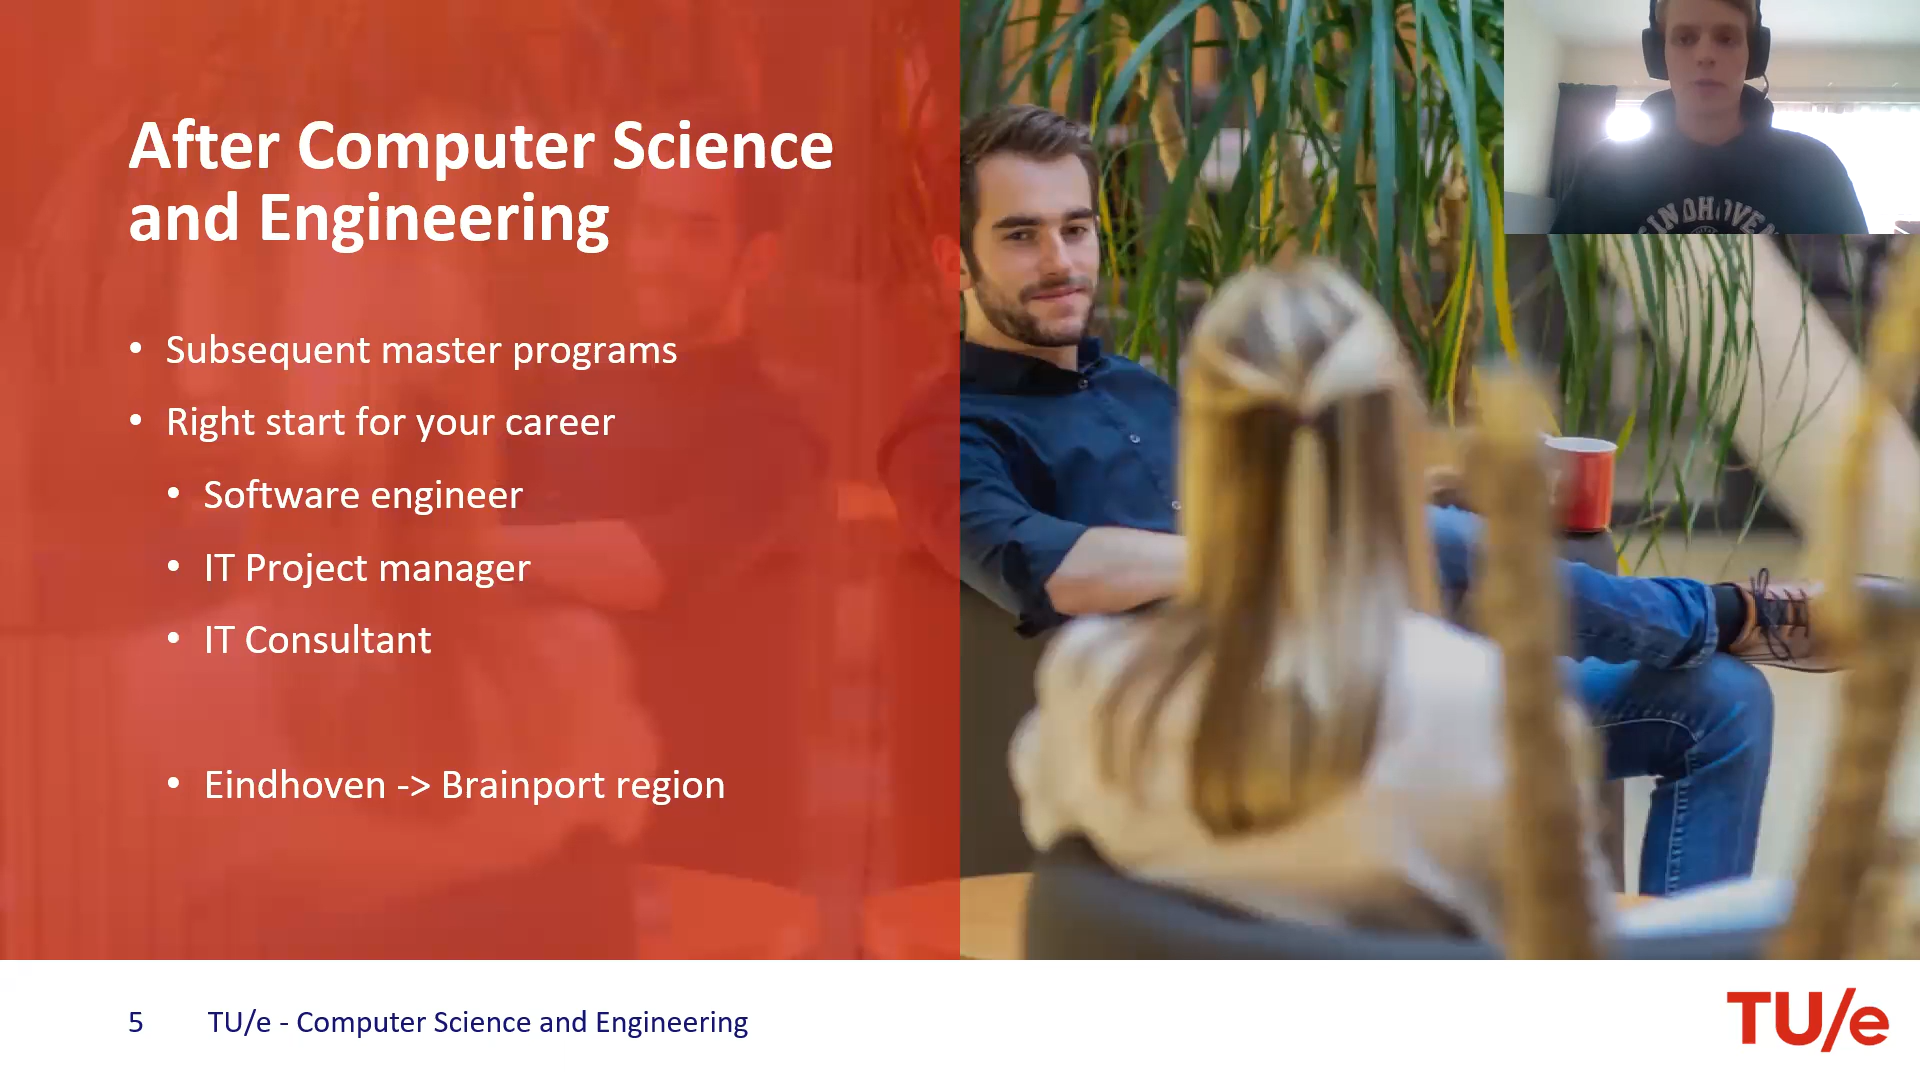 After Computer Science
and Engineering
• Subsequent master programs
• Right start for your career
• Software engineer
• IT Project manager
• IT Consultant
• Eindhoven -> Brainport region
5 TU/e - Computer Science and Engineering
TU/e